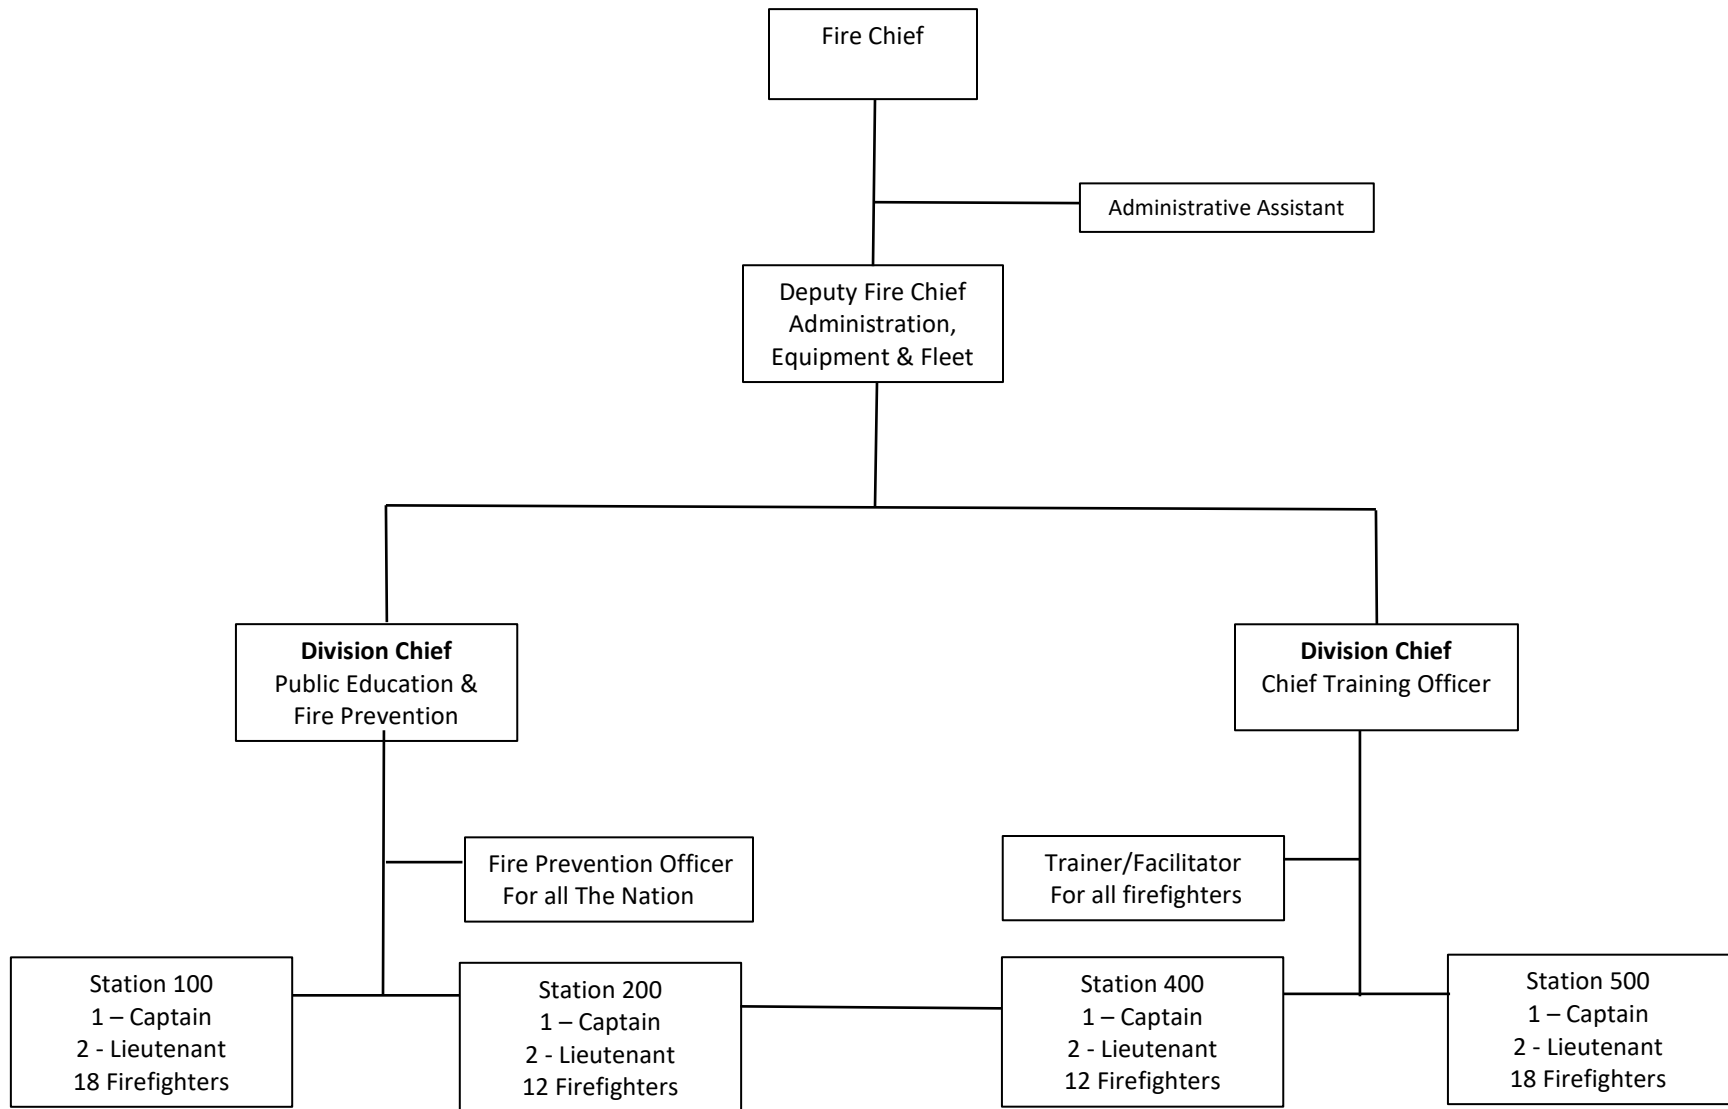 Fire Chief
Administrative Assistant
Deputy Fire Chief
Administration,
Equipment & Fleet
Division Chief
Public Education &
Fire Prevention
Division Chief
Chief Training Officer
Fire Prevention Officer
For all The Nation
Trainer/Facilitator
For all firefighters
Station 100
1 – Captain
2 - Lieutenant
18 Firefighters
Station 200
1 – Captain
2 - Lieutenant
12 Firefighters
Station 400
1 – Captain
2 - Lieutenant
12 Firefighters
Station 500
1 – Captain
2 - Lieutenant
18 Firefighters